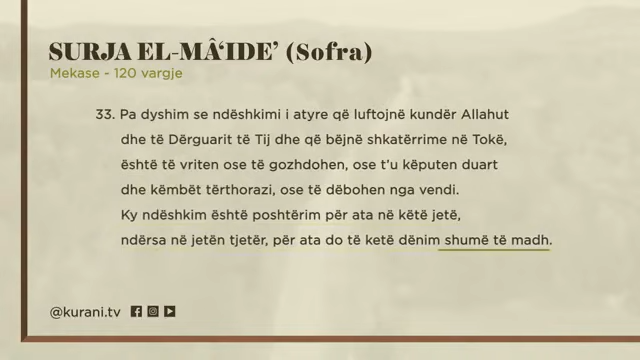 SURJA EL-MÂ‘IDE’ (Sofra)
Mekase - 120 vargje
33. Pa dyshim se ndëshkimi i atyre që luftojnë kundër Allahut
dhe të Dërguarit të Tij dhe që bëjnë shkatërrime në Tokë,
është të vriten ose të gozhdohen, ose t’u këputen duart
dhe këmbët tërthorazi, ose të dëbohen nga vendi.
Ky ndëshkim është poshtërim për ata në këtë jetë,
ndërsa në jetën tjetër, për ata do të ketë dënim shumë të madh.
@kurani.tv